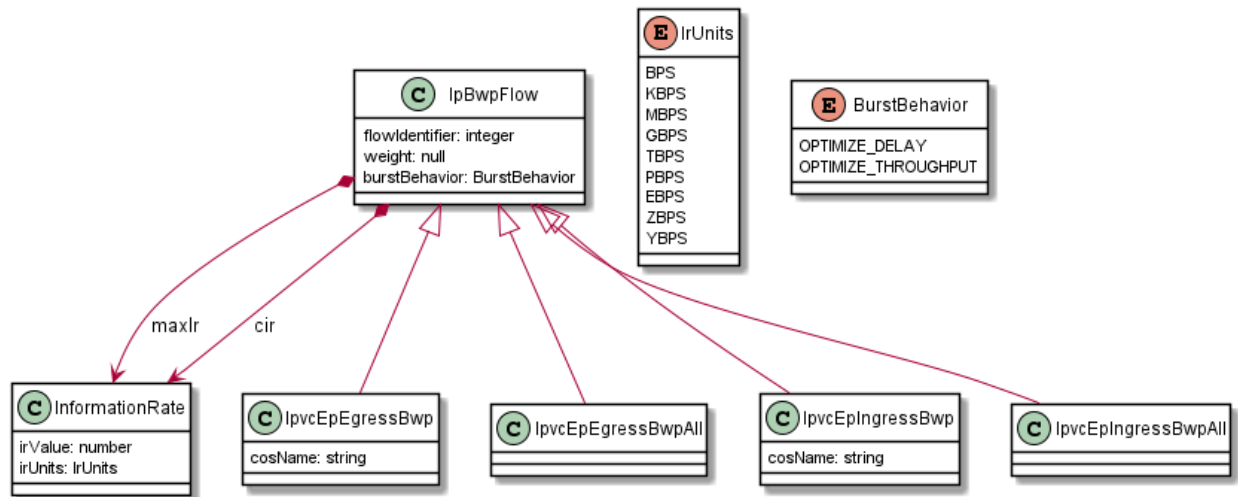 C IpBwpFlow
flowIdentifier: integer
weight: null
burstBehavior: BurstBehavior
E IrUnits
BPS
KBPS
MBPS
GBPS
TBPS
PBPS
EBPS
ZBPS
YBPS
E BurstBehavior
OPTIMIZE_DELAY
OPTIMIZE_THROUGHPUT
maxIr
cir
C InformationRate
irValue: number
irUnits: IrUnits
C IpvcEpEgressBwp
cosName: string
C IpvcEpEgressBwpAll
C IpvcEpIngressBwp
cosName: string
C IpvcEpIngressBwpAll